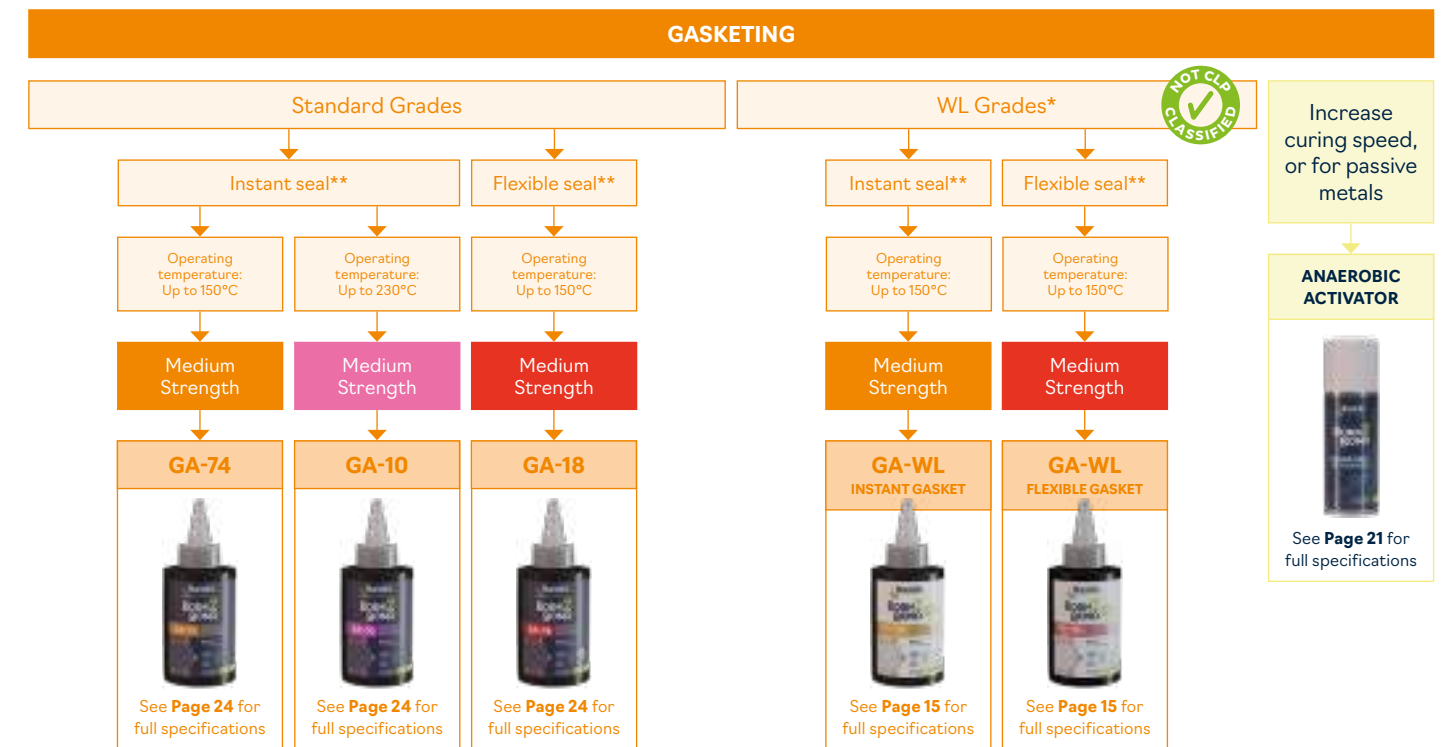 GASKETING
Standard Grades
WL Grades*
NOT CLP
CLASSIFIED
Increase
curing speed,
or for passive
metals
Instant seal**
Flexible seal**
Instant seal**
Flexible seal**
Operating
temperature:
Up to 150°C
Operating
temperature:
Up to 230°C
Operating
temperature:
Up to 150°C
Operating
temperature:
Up to 150°C
Operating
temperature:
Up to 150°C
ANAEROBIC
ACTIVATOR
Medium
Strength
Medium
Strength
Medium
Strength
Medium
Strength
Medium
Strength
GA-74
GA-10
GA-18
GA-WL
INSTANT GASKET
GA-WL
FLEXIBLE GASKET
See Page 21 for
full specifications
See Page 24 for
full specifications
See Page 24 for
full specifications
See Page 24 for
full specifications
See Page 15 for
full specifications
See Page 15 for
full specifications